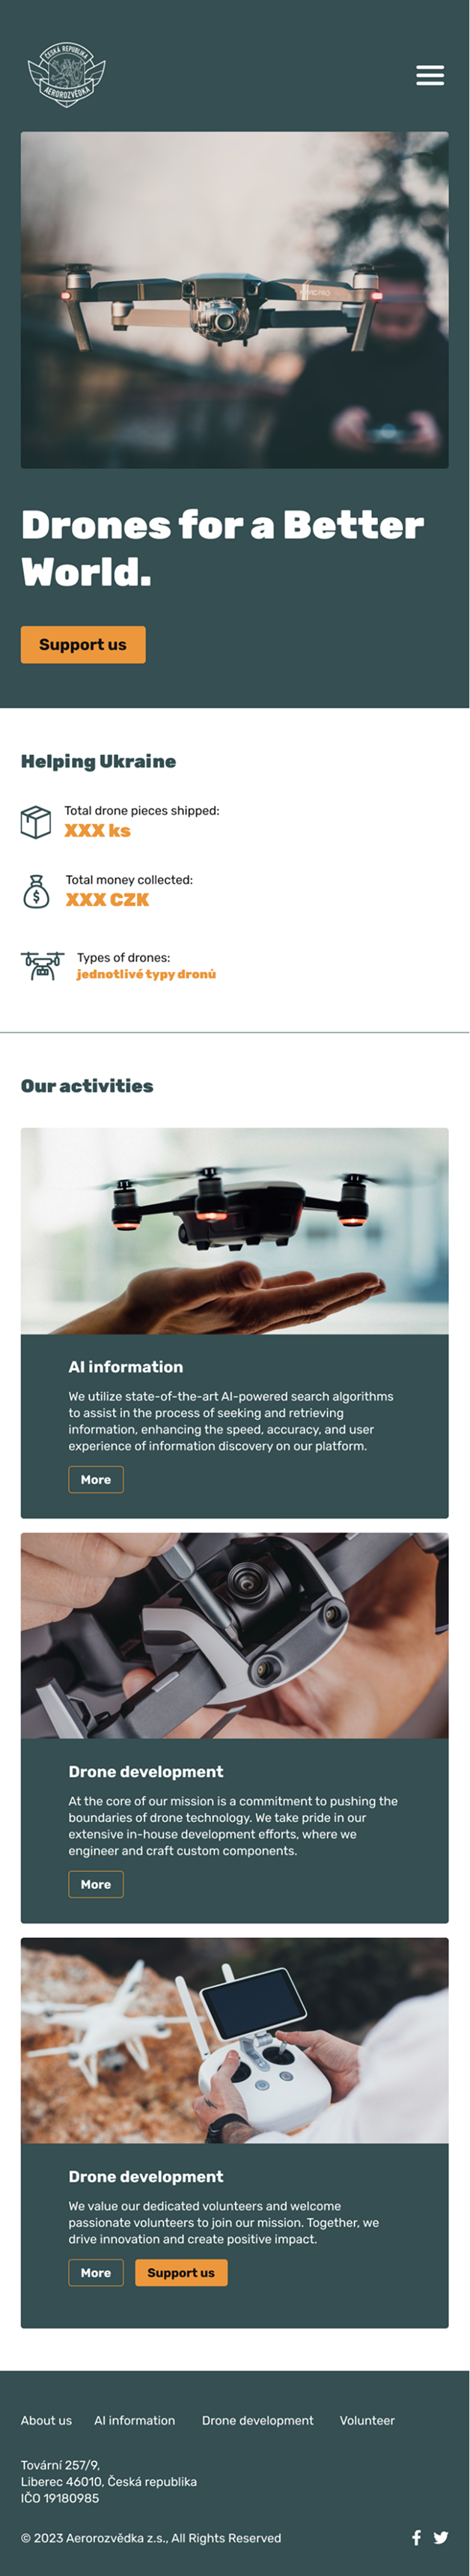 ČESKÁ REPUBLIKA
AEROROZVĚDKA
Drones for a Better
World.
Support us
Helping Ukraine
Total drone pieces shipped:
XXX ks
Total money collected:
XXX CZK
Types of drones:
jednotlivé typy dronů
Our activities
AI information
We utilize state-of-the-art AI-powered search algorithms
to assist in the process of seeking and retrieving
information, enhancing the speed, accuracy, and user
experience of information discovery on our platform.
More
Drone development
At the core of our mission is a commitment to pushing the
boundaries of drone technology. We take pride in our
extensive in-house development efforts, where we
engineer and craft custom components.
More
Drone development
We value our dedicated volunteers and welcome
passionate volunteers to join our mission. Together, we
drive innovation and create positive impact.
More Support us
About us AI information Drone development Volunteer
Tovární 257/9,
Liberec 46010, Česká republika
IČO 19180985
© 2023 Aerorozvědka z.s., All Rights Reserved